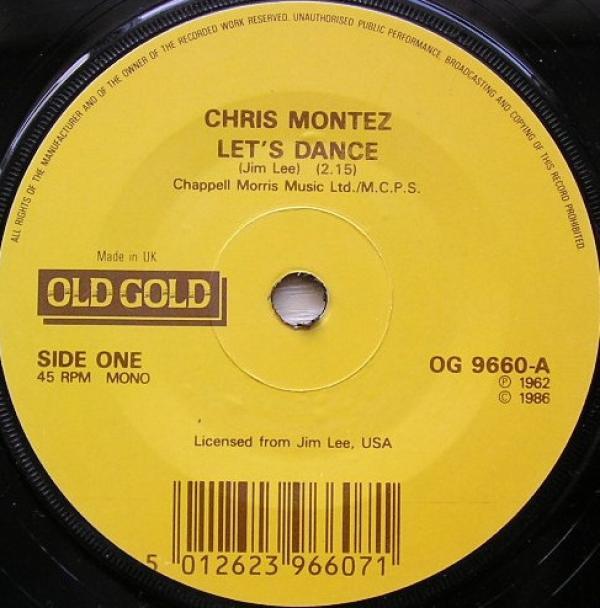 ALL RIGHTS OF THE MANUFACTURER AND OF THE OWNER OF THE RECORDED WORK RESERVED. UNAUTHORISED PUBLIC PERFORMANCE, BROADCASTING AND COPYING OF THIS RECORD PROHIBITED.
CHRIS MONTEZ
LET'S DANCE
(Jim Lee) (2.15)
Chappell Morris Music Ltd./M.C.P.S.
Made in UK
OLD GOLD
SIDE ONE
45 RPM MONO
OG 9660-A
℗ 1962
© 1986
Licensed from Jim Lee, USA
5 012623 966071